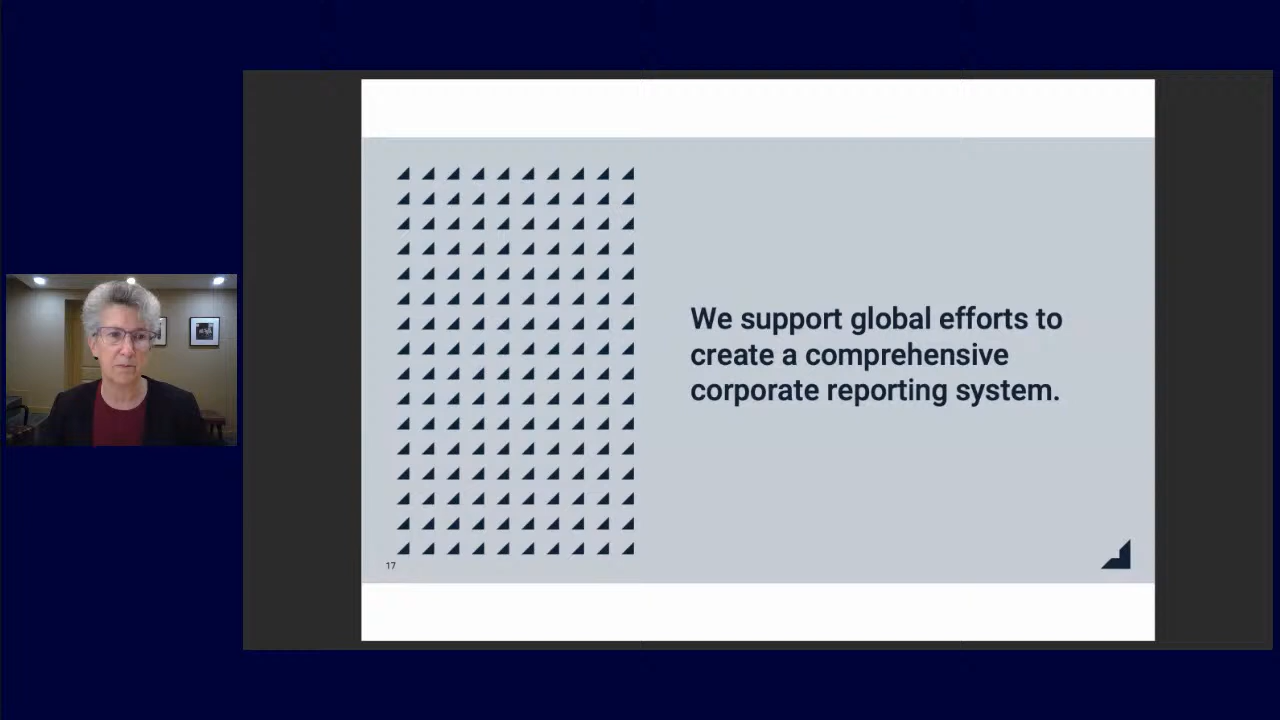 We support global efforts to
create a comprehensive
corporate reporting system.
17